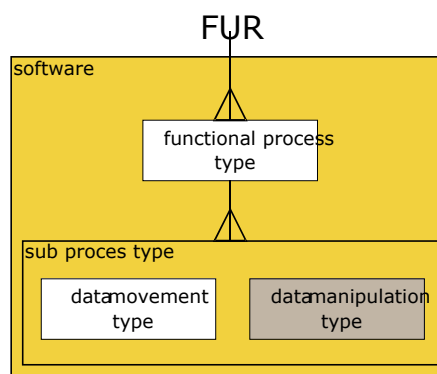 FUR
software
functional process
type
sub proces type
datamovement
type
datamanipulation
type